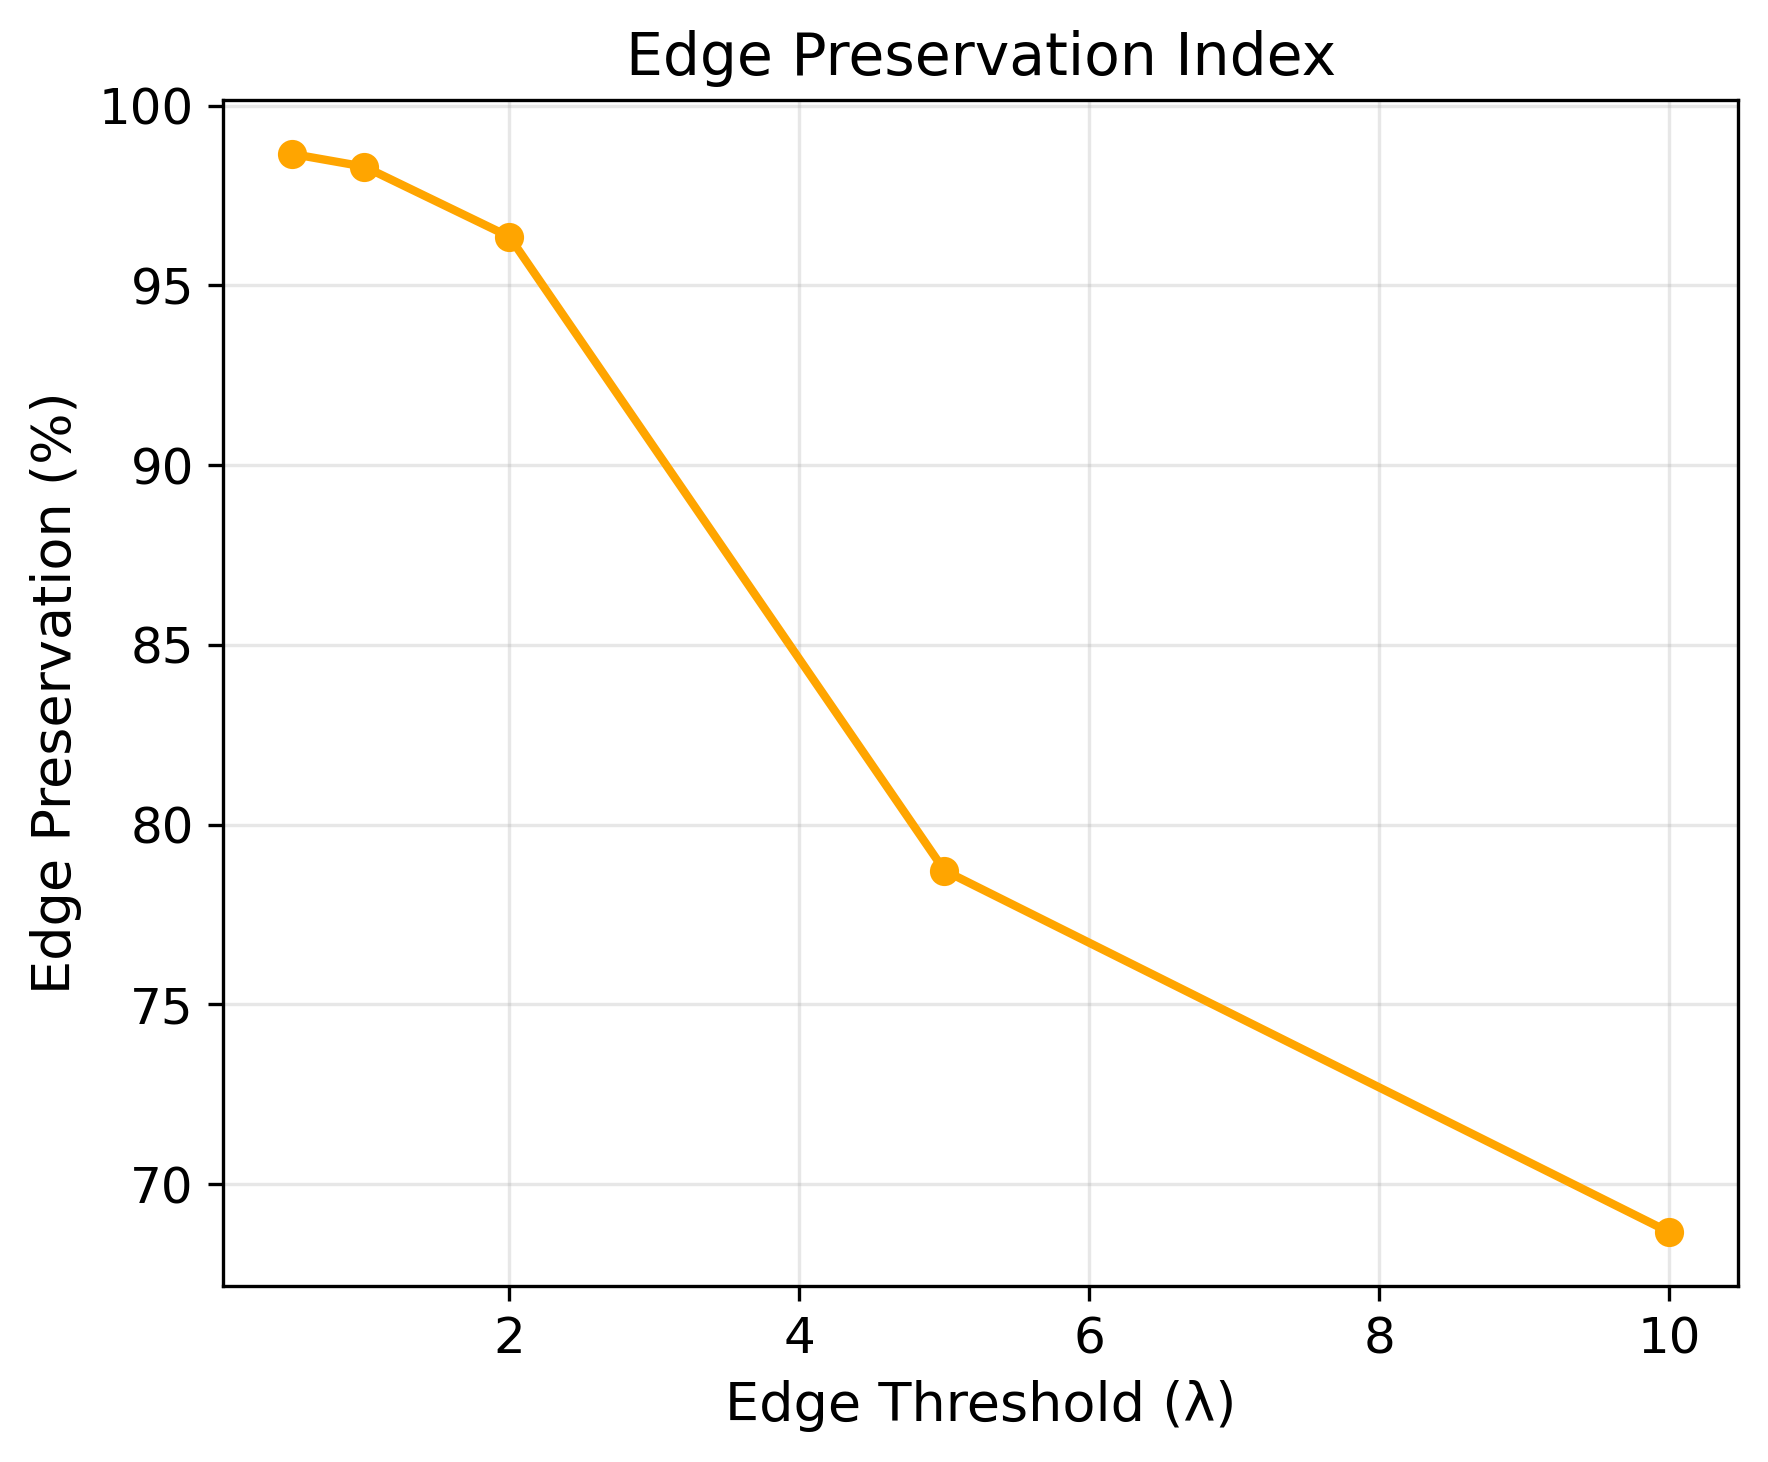 Edge Preservation Index
100
95
90
85
80
75
70
Edge Preservation (%)
2 4 6 8 10
Edge Threshold (λ)